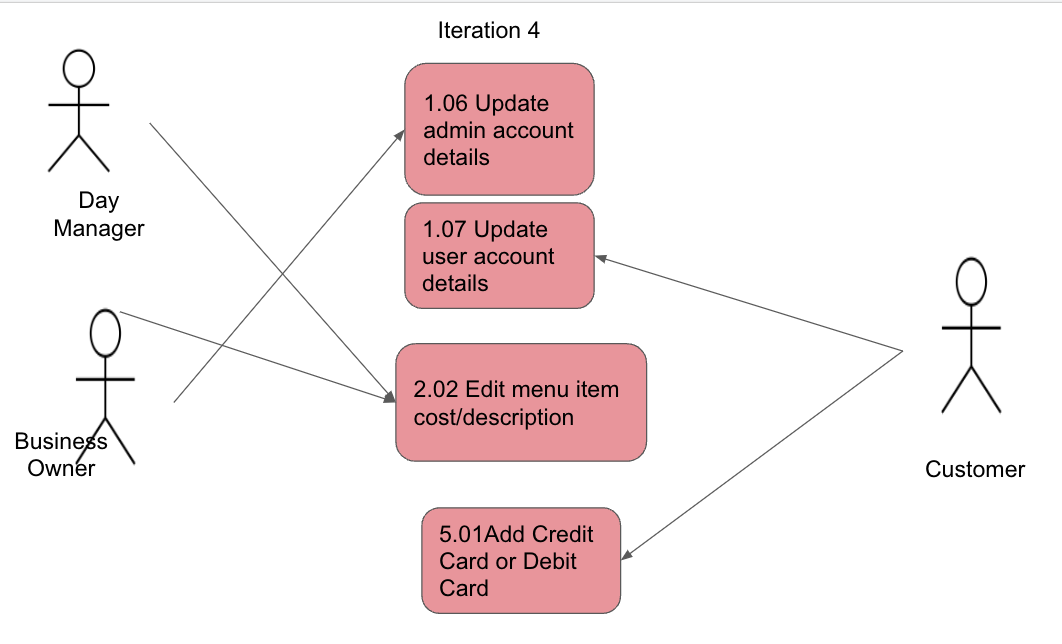 Iteration 4
1.06 Update
admin account
details
Day
Manager
1.07 Update
user account
details
2.02 Edit menu item
cost/description
Business
Owner
Customer
5.01Add Credit
Card or Debit
Card